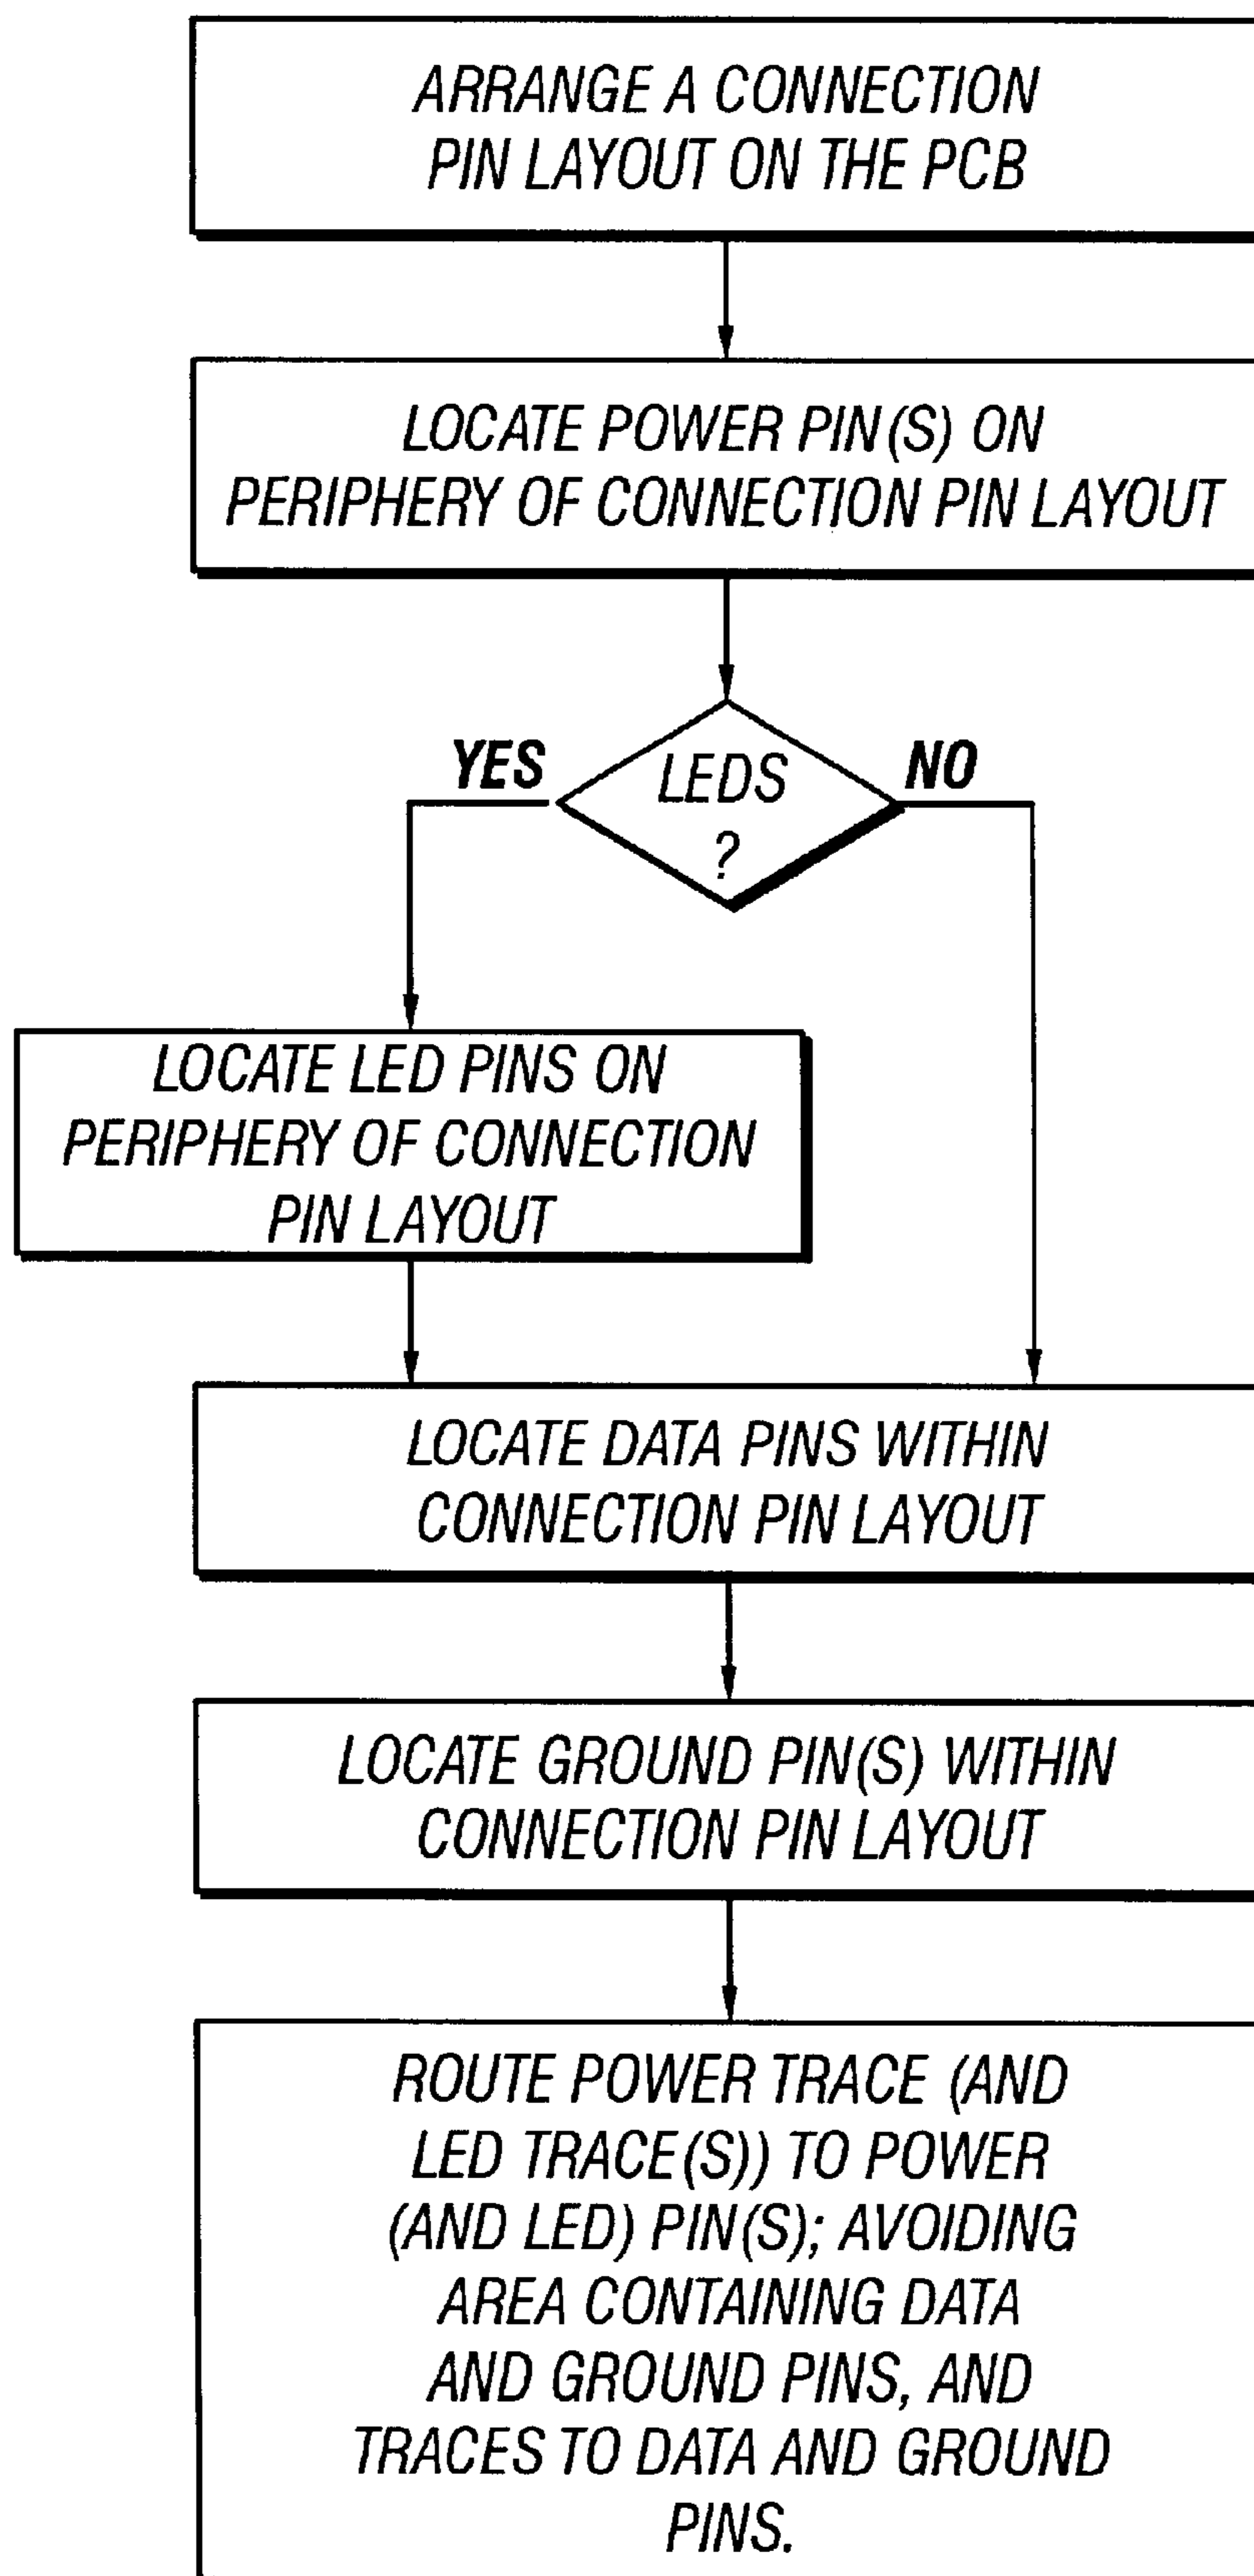 ARRANGE A CONNECTION
PIN LAYOUT ON THE PCB
LOCATE POWER PIN(S) ON
PERIPHERY OF CONNECTION PIN LAYOUT
LEDS
?
YES
NO
LOCATE LED PINS ON
PERIPHERY OF CONNECTION
PIN LAYOUT
LOCATE DATA PINS WITHIN
CONNECTION PIN LAYOUT
LOCATE GROUND PIN(S) WITHIN
CONNECTION PIN LAYOUT
ROUTE POWER TRACE (AND
LED TRACE(S)) TO POWER
(AND LED) PIN(S); AVOIDING
AREA CONTAINING DATA
AND GROUND PINS, AND
TRACES TO DATA AND GROUND
PINS.